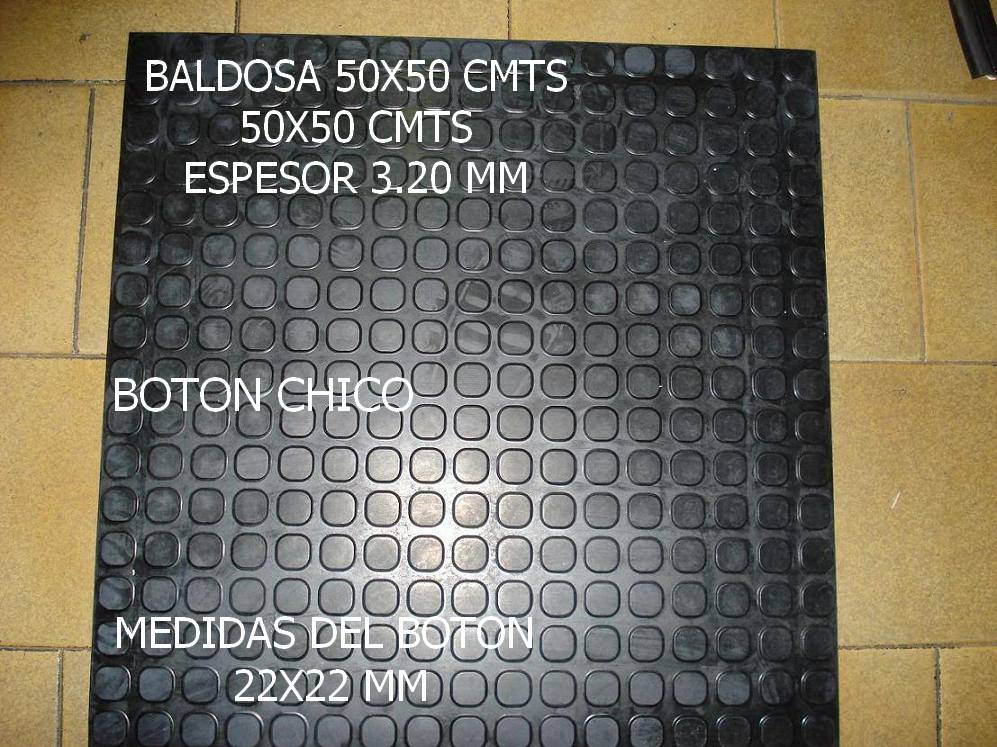 BALDOSA 50X50 CMTS
50X50 CMTS
ESPESOR 3.20 MM
BOTON CHICO
MEDIDAS DEL BOTON
22X22 MM